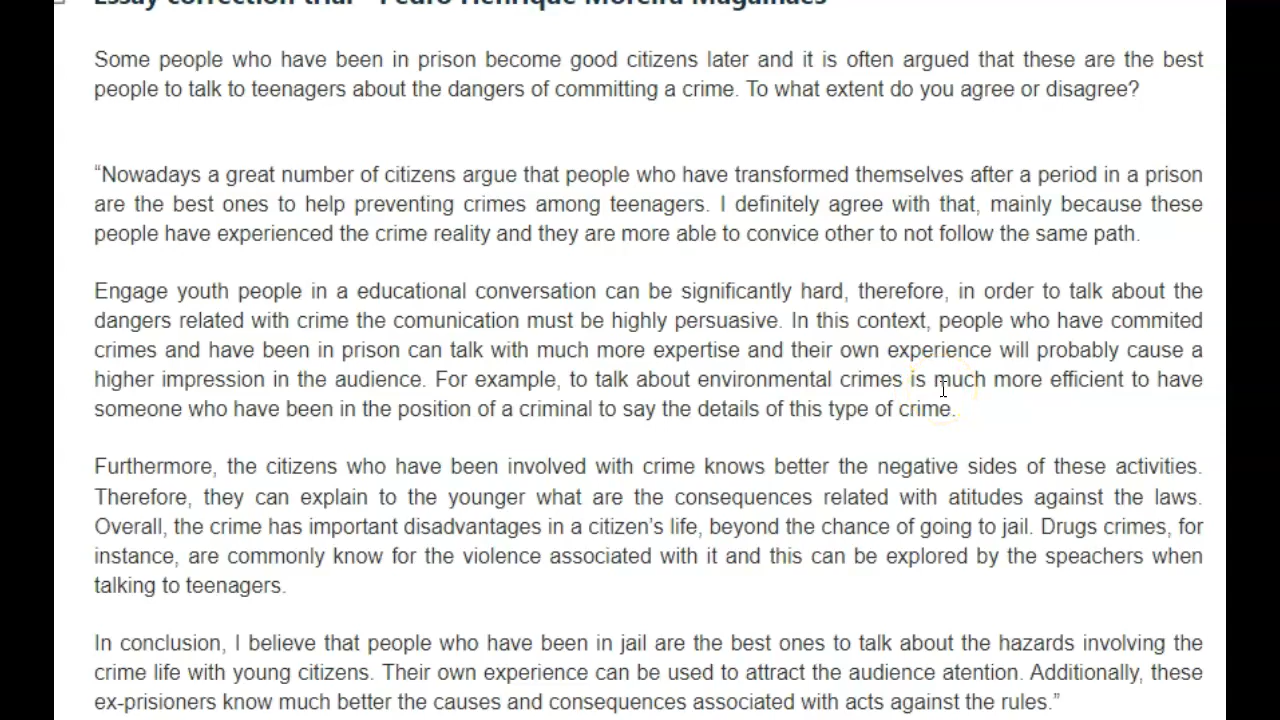 Essay correction trial - Pedro Henrique Moreira Magalhães
Some people who have been in prison become good citizens later and it is often argued that these are the best
people to talk to teenagers about the dangers of committing a crime. To what extent do you agree or disagree?
“Nowadays a great number of citizens argue that people who have transformed themselves after a period in a prison
are the best ones to help preventing crimes among teenagers. I definitely agree with that, mainly because these
people have experienced the crime reality and they are more able to convice other to not follow the same path.
Engage youth people in a educational conversation can be significantly hard, therefore, in order to talk about the
dangers related with crime the comunication must be highly persuasive. In this context, people who have commited
crimes and have been in prison can talk with much more expertise and their own experience will probably cause a
higher impression in the audience. For example, to talk about environmental crimes is much more efficient to have
someone who have been in the position of a criminal to say the details of this type of crime.
Furthermore, the citizens who have been involved with crime knows better the negative sides of these activities.
Therefore, they can explain to the younger what are the consequences related with atitudes against the laws.
Overall, the crime has important disadvantages in a citizen's life, beyond the chance of going to jail. Drugs crimes, for
instance, are commonly know for the violence associated with it and this can be explored by the speachers when
talking to teenagers.
In conclusion, I believe that people who have been in jail are the best ones to talk about the hazards involving the
crime life with young citizens. Their own experience can be used to attract the audience atention. Additionally, these
ex-prisioners know much better the causes and consequences associated with acts against the rules.”